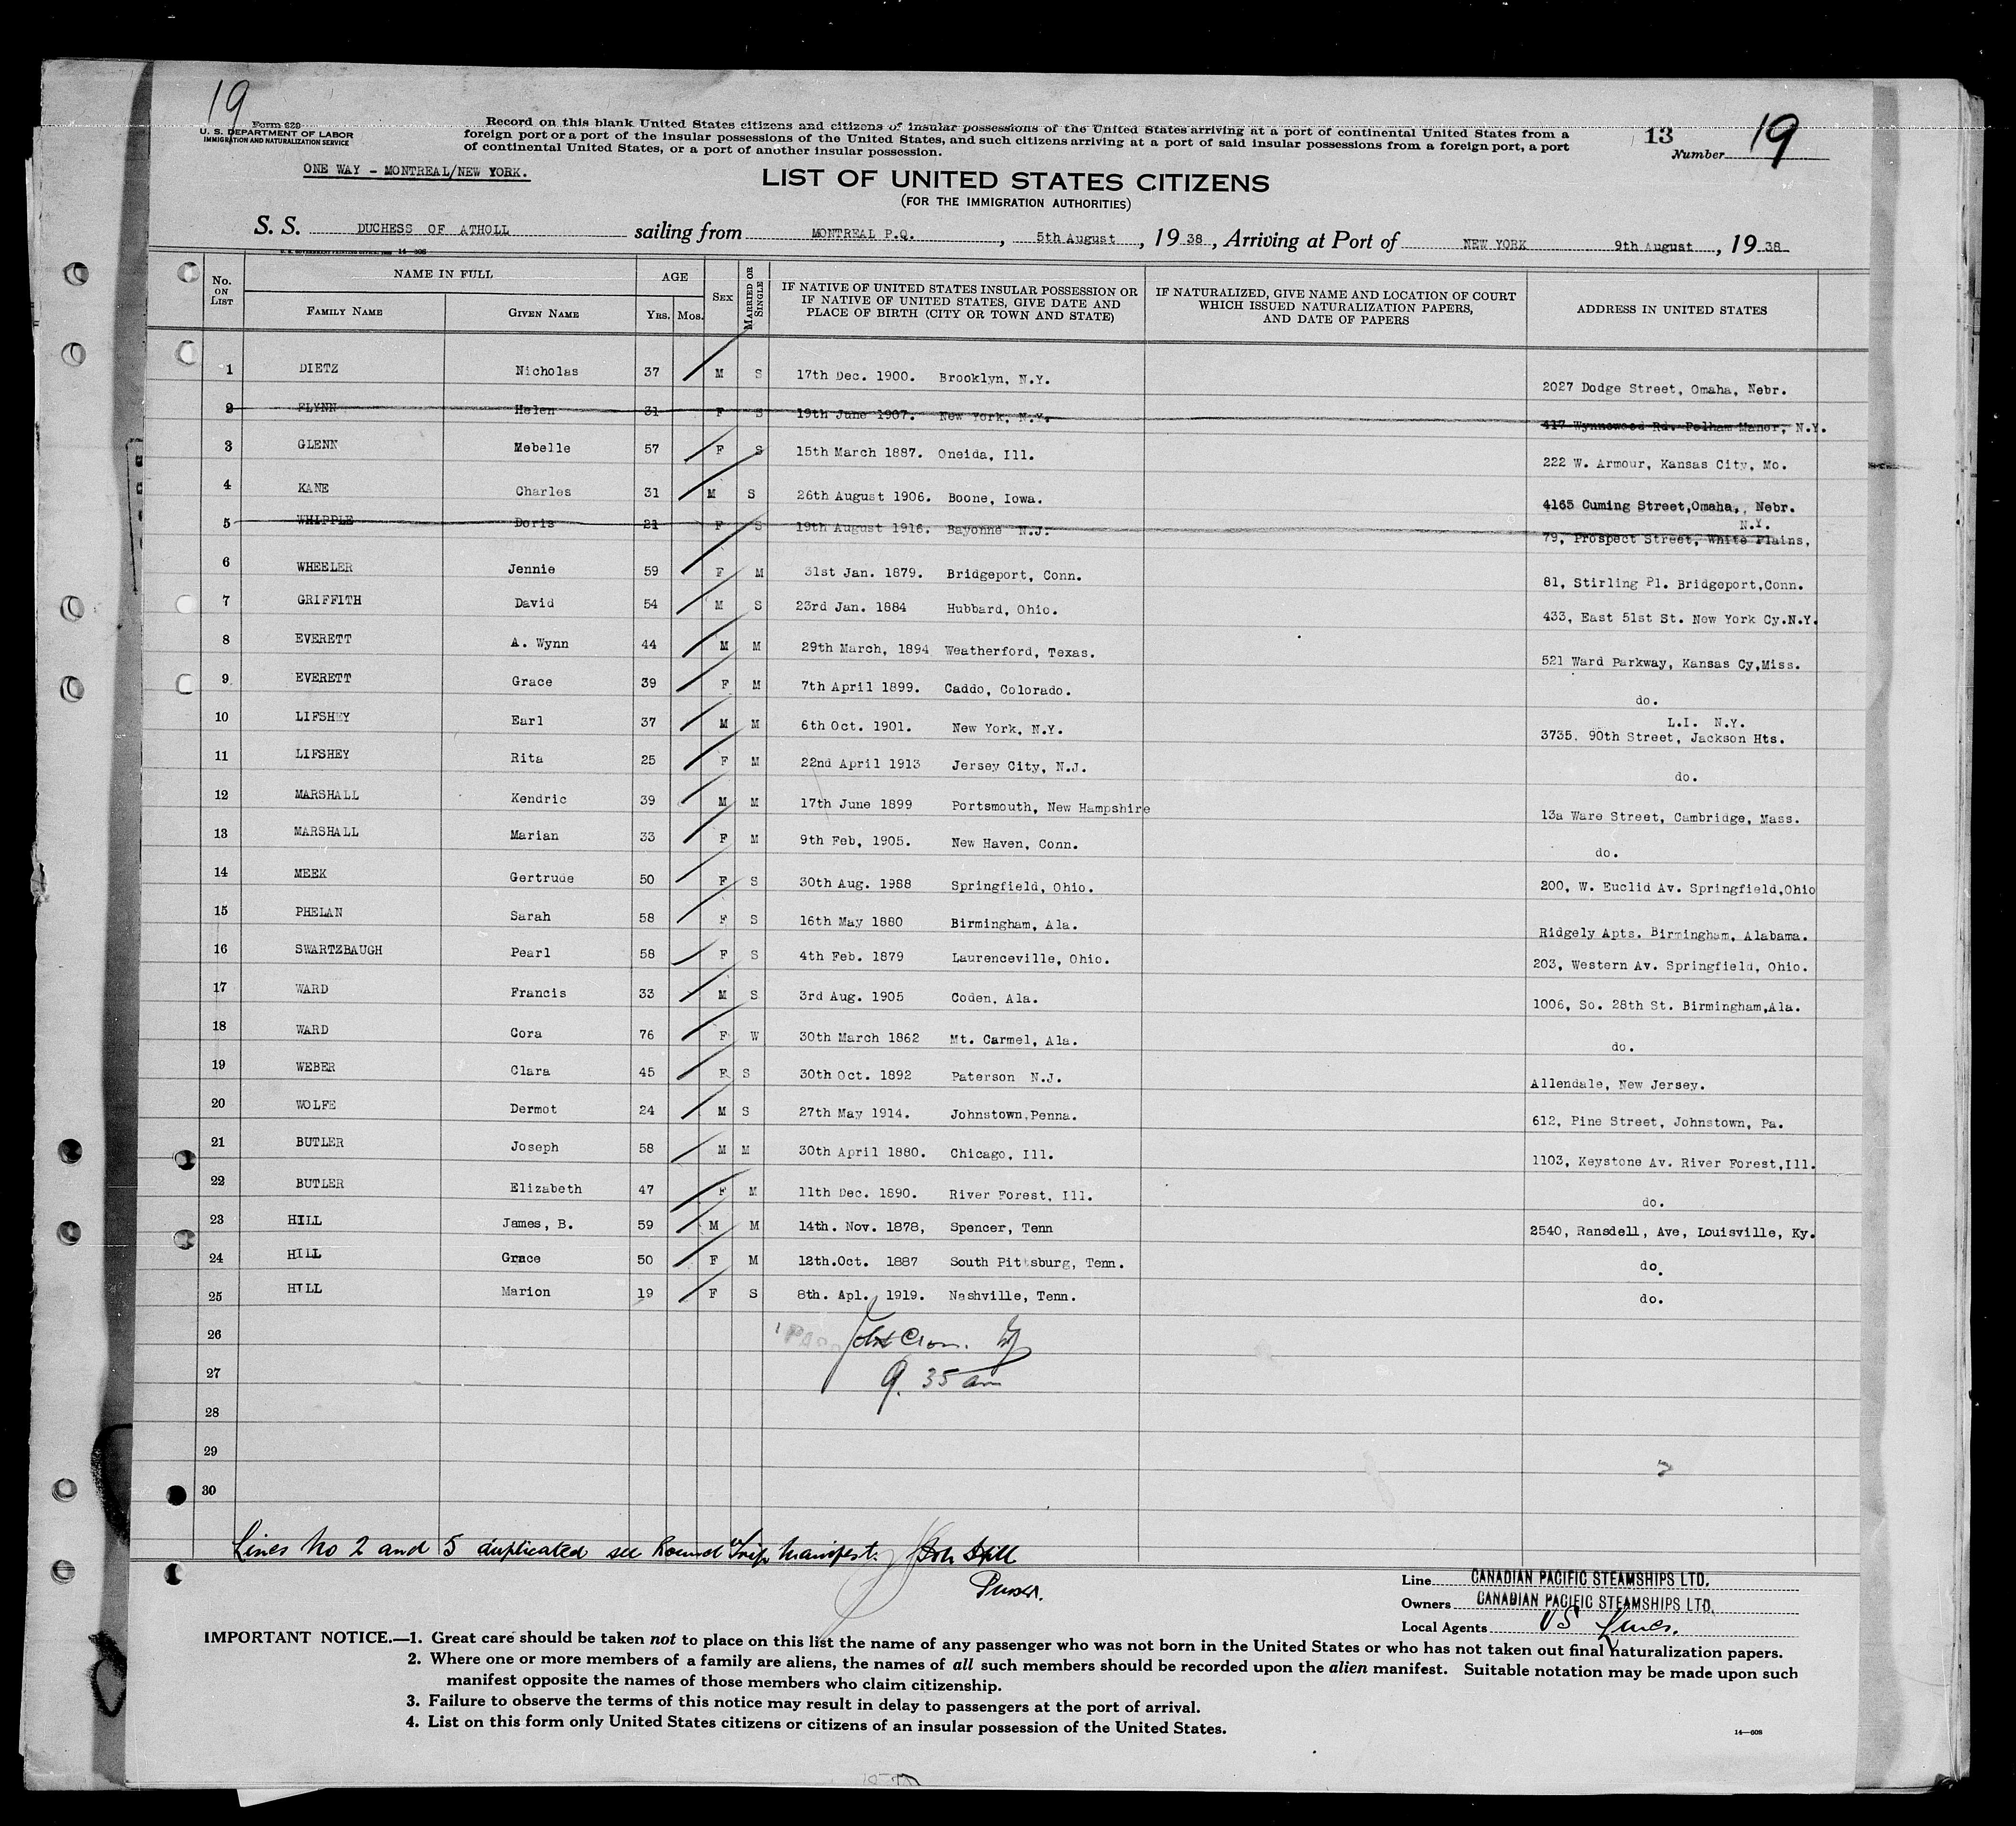 19
Form 629
U. S. DEPARTMENT OF LABOR
IMMIGRATION AND NATURALIZATION SERVICE
Record on this blank United States citizens and citizens of insular possessions of the United States arriving at a port of continental United States from a
foreign port or a port of the insular possessions of the United States, and such citizens arriving at a port of said insular possessions from a foreign port, a port
of continental United States, or a port of another insular possession.
13
Number 19
ONE WAY - MONTREAL/NEW YORK.
LIST OF UNITED STATES CITIZENS
(FOR THE IMMIGRATION AUTHORITIES)
S. S. DUCHESS OF ATHOLL sailing from MONTREAL P.Q. , 5th August , 19 38 , Arriving at Port of NEW YORK 9th August , 19 38
No. ON LIST NAME IN FULL FAMILY NAME GIVEN NAME AGE YRS. MOS. SEX MARRIED OR SINGLE IF NATIVE OF UNITED STATES INSULAR POSSESSION OR IF NATIVE OF UNITED STATES, GIVE DATE AND PLACE OF BIRTH (CITY OR TOWN AND STATE) IF NATURALIZED, GIVE NAME AND LOCATION OF COURT WHICH ISSUED NATURALIZATION PAPERS, AND DATE OF PAPERS ADDRESS IN UNITED STATES
1 DIETZ Nicholas 37 M S 17th Dec. 1900. Brooklyn, N.Y. 2027 Dodge Street, Omaha, Nebr.
2 FLYNN Helen 31 F S 19th June 1907. New York, N.Y. 417 Wynnewood Rd. Pelham Manor, N.Y.
3 GLENN Mebelle 57 F S 15th March 1887. Oneida, Ill. 222 W. Armour, Kansas City, Mo.
4 KANE Charles 31 M S 26th August 1906. Boone, Iowa. 4165 Cuming Street,Omaha, Nebr.
5 WHIPPLE Doris 21 F S 19th August 1916. Bayonne N.J. 79, Prospect Street, White Plains, N.Y.
6 WHEELER Jennie 59 F M 31st Jan. 1879. Bridgeport, Conn. 81, Stirling Pl. Bridgeport,Conn.
7 GRIFFITH David 54 M S 23rd Jan. 1884 Hubbard, Ohio. 433, East 51st St. New York Cy.N.Y.
8 EVERETT A. Wynn 44 M M 29th March, 1894 Weatherford, Texas. 521 Ward Parkway, Kansas Cy,Miss.
9 EVERETT Grace 39 F M 7th April 1899. Caddo, Colorado. do.
10 LIFSHEY Earl 37 M M 6th Oct. 1901. New York, N.Y. 3735. 90th Street, Jackson Hts. L.I. N.Y.
11 LIFSHEY Rita 25 F M 22nd April 1913 Jersey City, N.J. do.
12 MARSHALL Kendric 39 M M 17th June 1899 Portsmouth, New Hampshire 13a Ware Street, Cambridge, Mass.
13 MARSHALL Marian 33 F M 9th Feb, 1905. New Haven, Conn. do.
14 MEEK Gertrude 50 F S 30th Aug. 1988 Springfield, Ohio. 200, W. Euclid Av. Springfield,Ohio
15 PHELAN Sarah 58 F S 16th May 1880 Birmingham, Ala. Ridgely Apts. Birmingham, Alabama.
16 SWARTZBAUGH Pearl 58 F S 4th Feb. 1879 Laurenceville, Ohio. 203, Western Av. Springfield, Ohio.
17 WARD Francis 33 M S 3rd Aug. 1905 Coden, Ala. 1006, So. 28th St. Birmingham,Ala.
18 WARD Cora 76 F W 30th March 1862 Mt. Carmel, Ala. do.
19 WEBER Clara 45 F S 30th Oct. 1892 Paterson N.J. Allendale, New Jersey.
20 WOLFE Dermot 24 M S 27th May 1914. Johnstown,Penna. 612, Pine Street, Johnstown, Pa.
21 BUTLER Joseph 58 M M 30th April 1880. Chicago, Ill. 1103, Keystone Av. River Forest,Ill.
22 BUTLER Elizabeth 47 F M 11th Dec. 1890. River Forest, Ill. do.
23 HILL James, B. 59 M M 14th. Nov. 1878, Spencer, Tenn 2540, Ransdell, Ave, Louisville, Ky.
24 HILL Grace 50 F M 12th.Oct. 1887 South Pittsburg, Tenn. do.
25 HILL Marion 19 F S 8th. Apl. 1919. Nashville, Tenn. do.
26
27 9.35 am
28
29
30
Lines No 2 and 5 duplicated see Round Trip Manifest.
Purser.
Line CANADIAN PACIFIC STEAMSHIPS LTD.
Owners CANADIAN PACIFIC STEAMSHIPS LTD.
Local Agents US Lines.
IMPORTANT NOTICE.—1. Great care should be taken not to place on this list the name of any passenger who was not born in the United States or who has not taken out final naturalization papers.
2. Where one or more members of a family are aliens, the names of all such members should be recorded upon the alien manifest. Suitable notation may be made upon such
manifest opposite the names of those members who claim citizenship.
3. Failure to observe the terms of this notice may result in delay to passengers at the port of arrival.
4. List on this form only United States citizens or citizens of an insular possession of the United States.
14—608